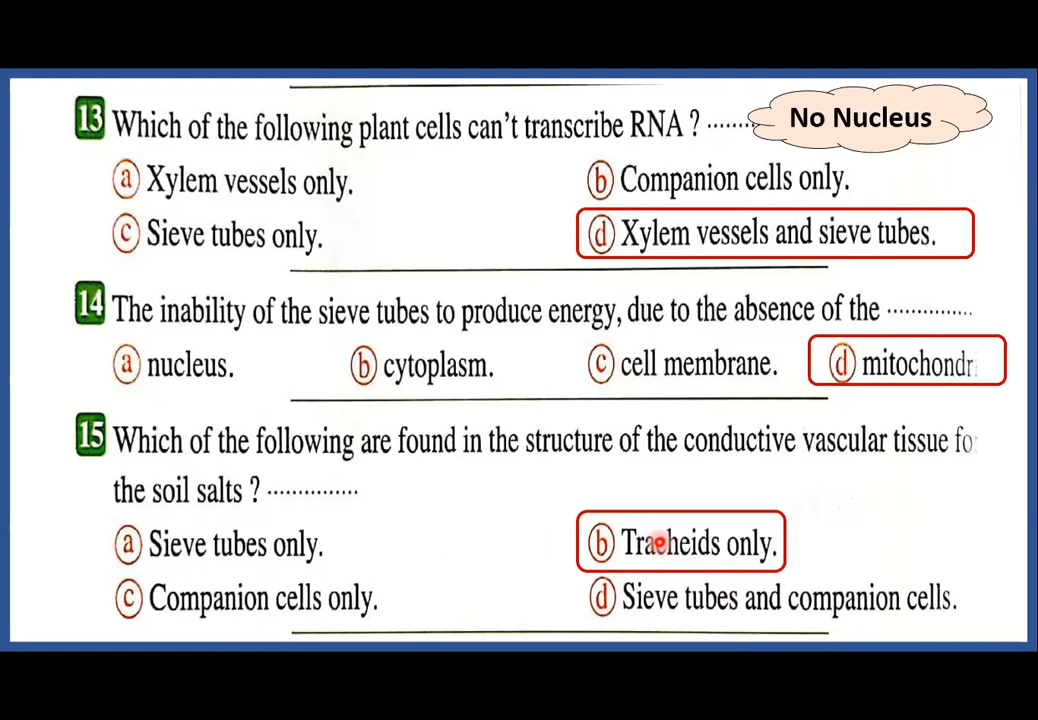 13 Which of the following plant cells can't transcribe RNA ? ........
No Nucleus
a Xylem vessels only.
b Companion cells only.
c Sieve tubes only.
d Xylem vessels and sieve tubes.
14 The inability of the sieve tubes to produce energy, due to the absence of the ...............
a nucleus.
b cytoplasm.
c cell membrane.
d mitochondr
15 Which of the following are found in the structure of the conductive vascular tissue fo
the soil salts ? ...............
a Sieve tubes only.
b Tracheids only.
c Companion cells only.
d Sieve tubes and companion cells.